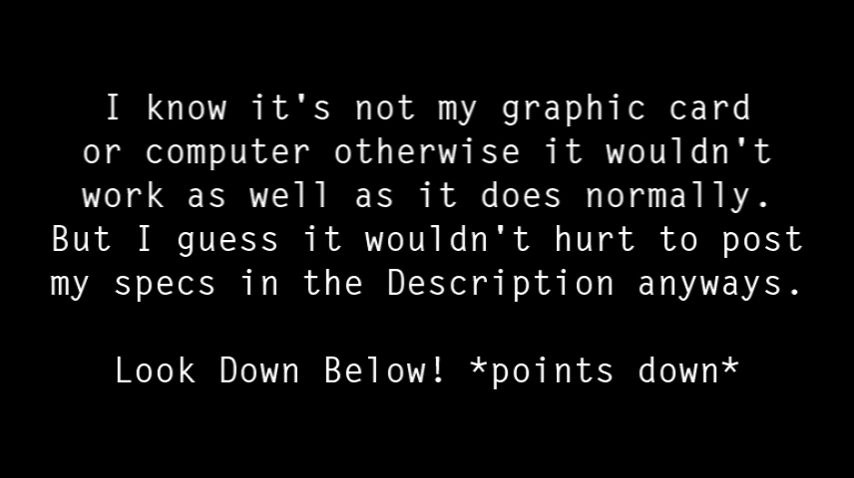 I know it's not my graphic card
or computer otherwise it wouldn't
work as well as it does normally.
But I guess it wouldn't hurt to post
my specs in the Description anyways.
Look Down Below! *points down*